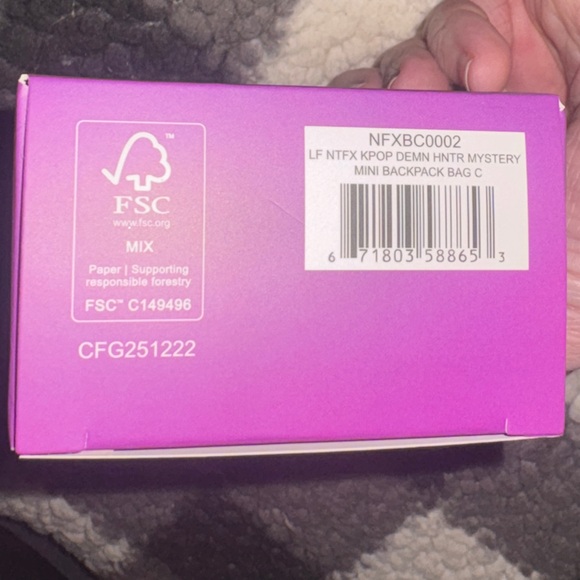 ™
FSC
www.fsc.org
MIX
Paper | Supporting
responsible forestry
FSC™ C149496
CFG251222
NFXBC0002
LF NTFX KPOP DEMN HNTR MYSTERY
MINI BACKPACK BAG C
6 71803 58865 3